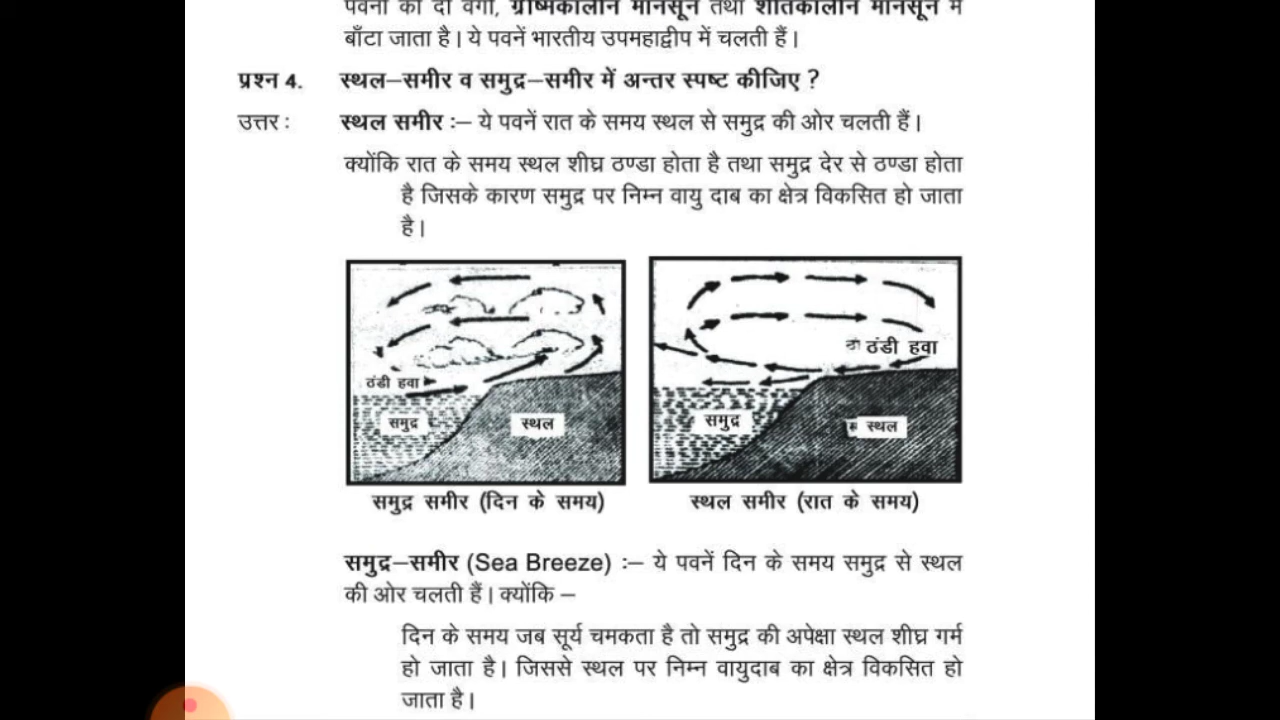 पवनों को दो वर्गों, ग्रीष्मकालीन मानसून तथा शीतकालीन मानसून में
बाँटा जाता है। ये पवनें भारतीय उपमहाद्वीप में चलती हैं।
प्रश्न 4. स्थल–समीर व समुद्र–समीर में अन्तर स्पष्ट कीजिए ?
उत्तर : स्थल समीर :– ये पवनें रात के समय स्थल से समुद्र की ओर चलती हैं।
क्योंकि रात के समय स्थल शीघ्र ठण्डा होता है तथा समुद्र देर से ठण्डा होता
है जिसके कारण समुद्र पर निम्न वायु दाब का क्षेत्र विकसित हो जाता
है।
ठंडी हवा
समुद्र
स्थल
समुद्र समीर (दिन के समय)
ठंडी हवा
समुद्र
स्थल
स्थल समीर (रात के समय)
समुद्र–समीर (Sea Breeze) :– ये पवनें दिन के समय समुद्र से स्थल
की ओर चलती हैं। क्योंकि –
दिन के समय जब सूर्य चमकता है तो समुद्र की अपेक्षा स्थल शीघ्र गर्म
हो जाता है। जिससे स्थल पर निम्न वायुदाब का क्षेत्र विकसित हो
जाता है।